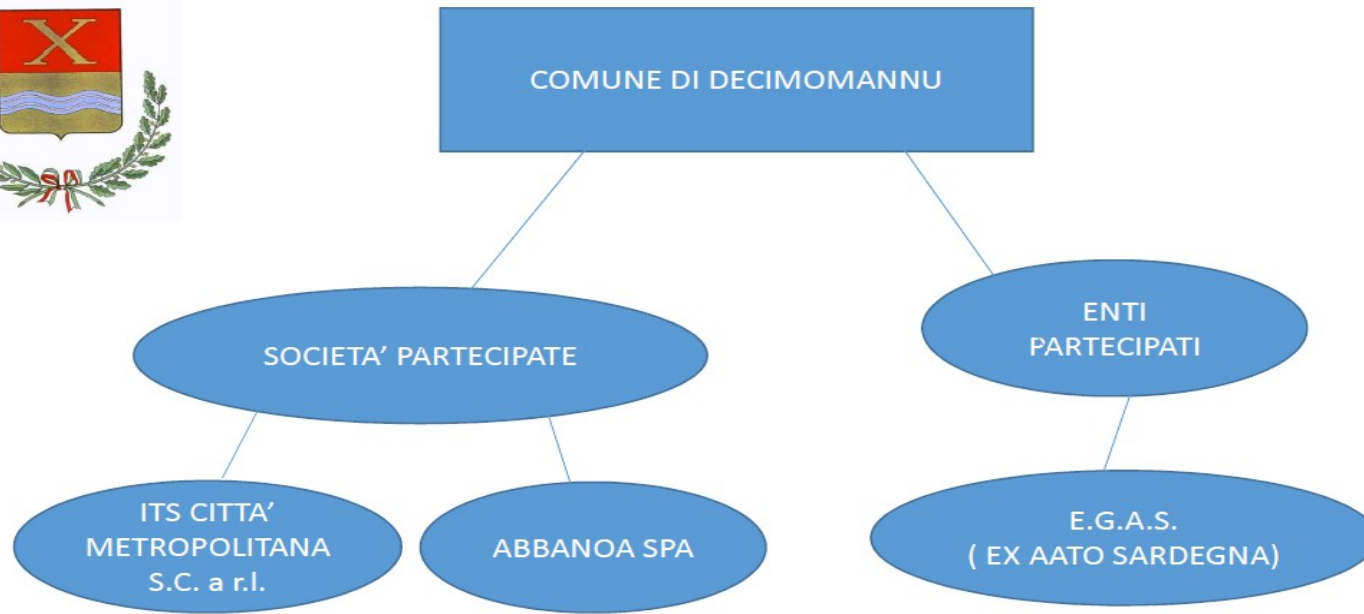 X
COMUNE DI DECIMOMANNU
SOCIETA’ PARTECIPATE
ENTI
PARTECIPATI
ITS CITTA’
METROPOLITANA
S.C. a r.l.
ABBANOA SPA
E.G.A.S.
( EX AATO SARDEGNA)